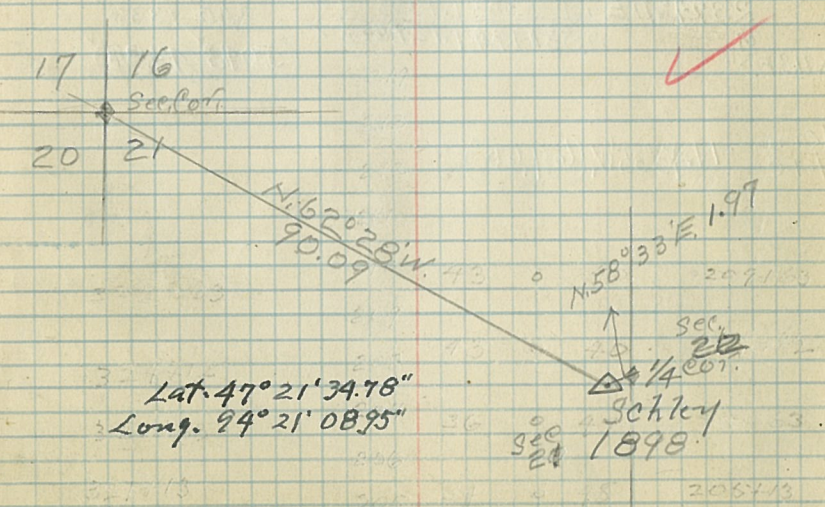 17 16
Sec. Cor.
20 21
N. 62° 28' W.
90.09
N. 58° 33' E. 1.97
Sec.
1/4 Cor.
Lat. 47° 21' 34.78"
Long. 94° 21' 08.95"
Schley
1898
Sec
21